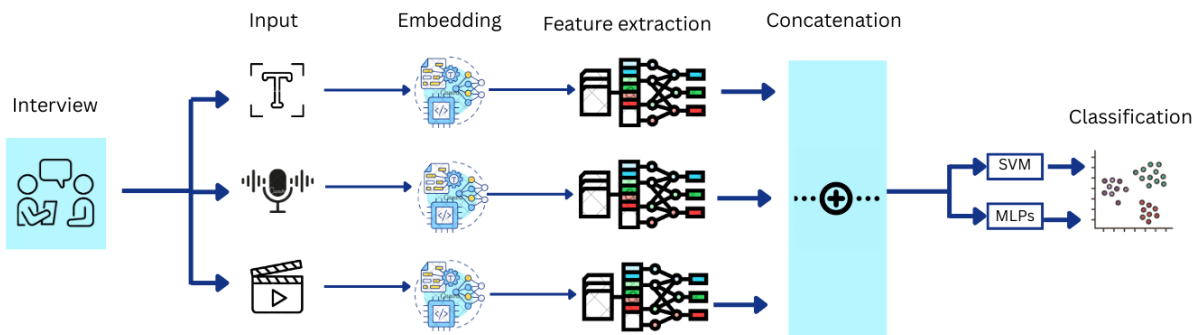 Input
Embedding
Feature extraction
Concatenation
Interview
Classification
SVM
MLPs